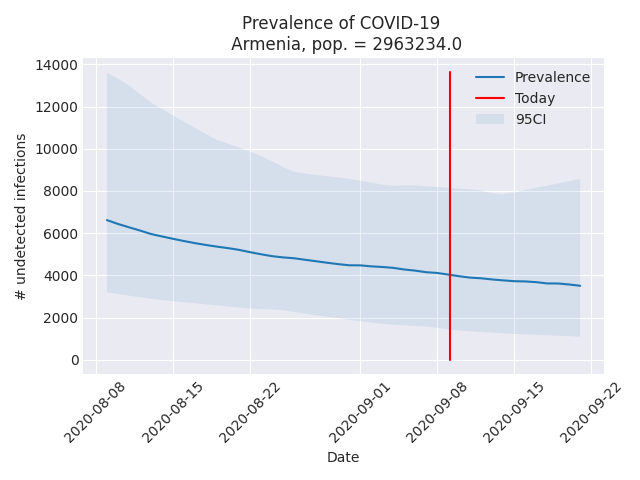 Prevalence of COVID-19
Armenia, pop. = 2963234.0
Prevalence
Today
95CI
14000
12000
10000
8000
6000
4000
2000
0
# undetected infections
2020-08-08
2020-08-15
2020-08-22
2020-09-01
2020-09-08
2020-09-15
2020-09-22
Date